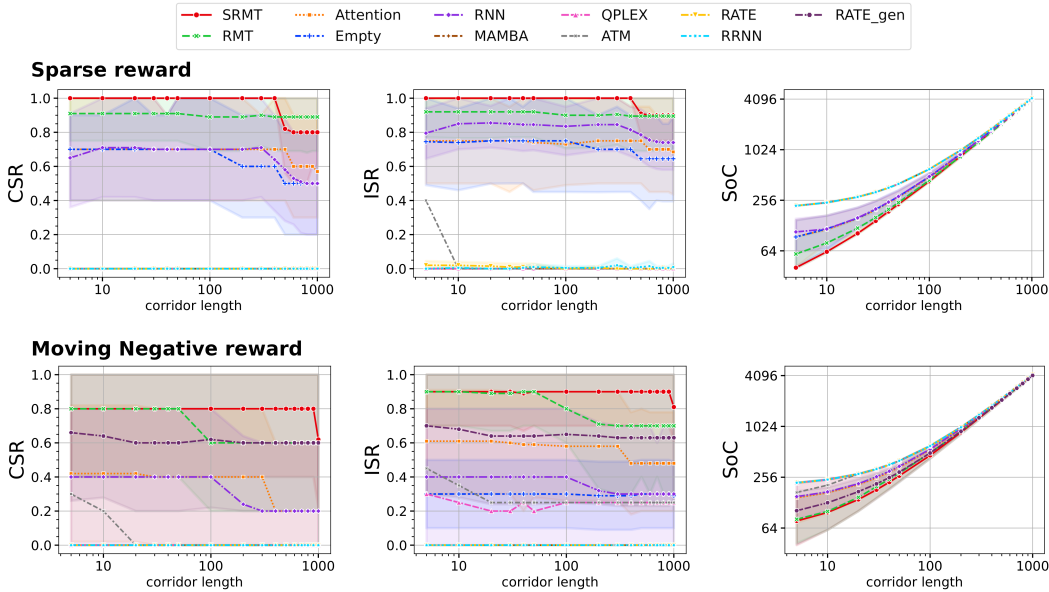 SRMT Attention RNN QPLEX RATE RATE_gen
RMT Empty MAMBA ATM RRNN
Sparse reward
CSR
1.0
0.8
0.6
0.4
0.2
0.0
10 100 1000
corridor length
ISR
1.0
0.8
0.6
0.4
0.2
0.0
10 100 1000
corridor length
SoC
4096
1024
256
64
10 100 1000
corridor length
Moving Negative reward
CSR
1.0
0.8
0.6
0.4
0.2
0.0
10 100 1000
corridor length
ISR
1.0
0.8
0.6
0.4
0.2
0.0
10 100 1000
corridor length
SoC
4096
1024
256
64
10 100 1000
corridor length